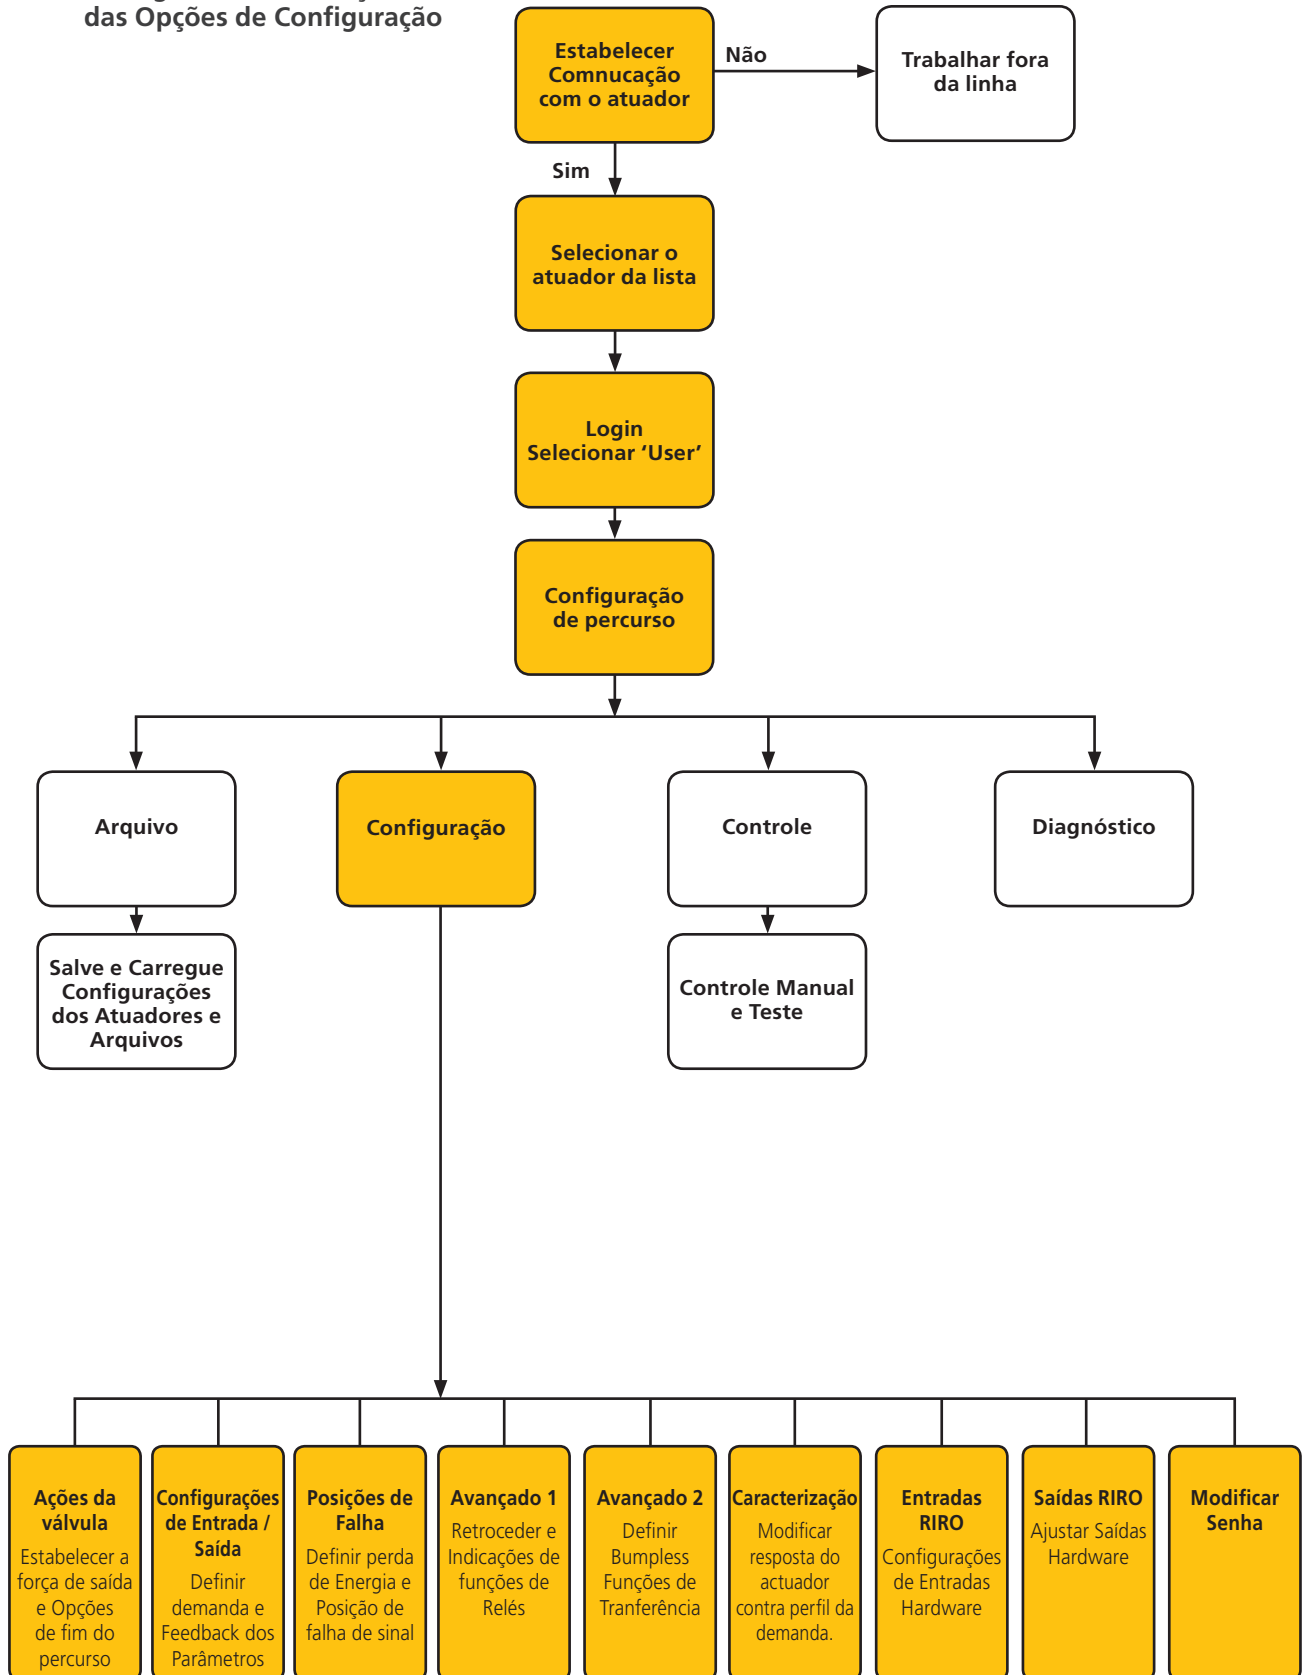 das Opções de Configuração
Estabelecer
Comnucação
com o atuador
Não
Trabalhar fora
da linha
Sim
Selecionar o
atuador da lista
Login
Selecionar ‘User’
Configuração
de percurso
Arquivo
Configuração
Controle
Diagnóstico
Salve e Carregue
Configurações
dos Atuadores e
Arquivos
Controle Manual
e Teste
Ações da
válvula
Estabelecer a
força de saída
e Opções
de fim do
percurso
Configurações
de Entrada /
Saída
Definir
demanda e
Feedback dos
Parâmetros
Posições de
Falha
Definir perda
de Energia e
Posição de
falha de sinal
Avançado 1
Retroceder e
Indicações de
funções de
Relés
Avançado 2
Definir
Bumpless
Funções de
Tranferência
Caracterização
Modificar
resposta do
actuador
contra perfil da
demanda.
Entradas
RIRO
Configurações
de Entradas
Hardware
Saídas RIRO
Ajustar Saídas
Hardware
Modificar
Senha